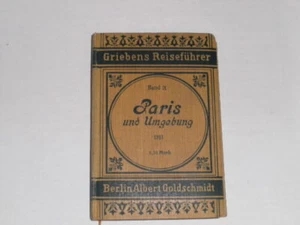 Griebens Reiseführer
Paris
und Umgebung
Berlin Albert Goldschmidt